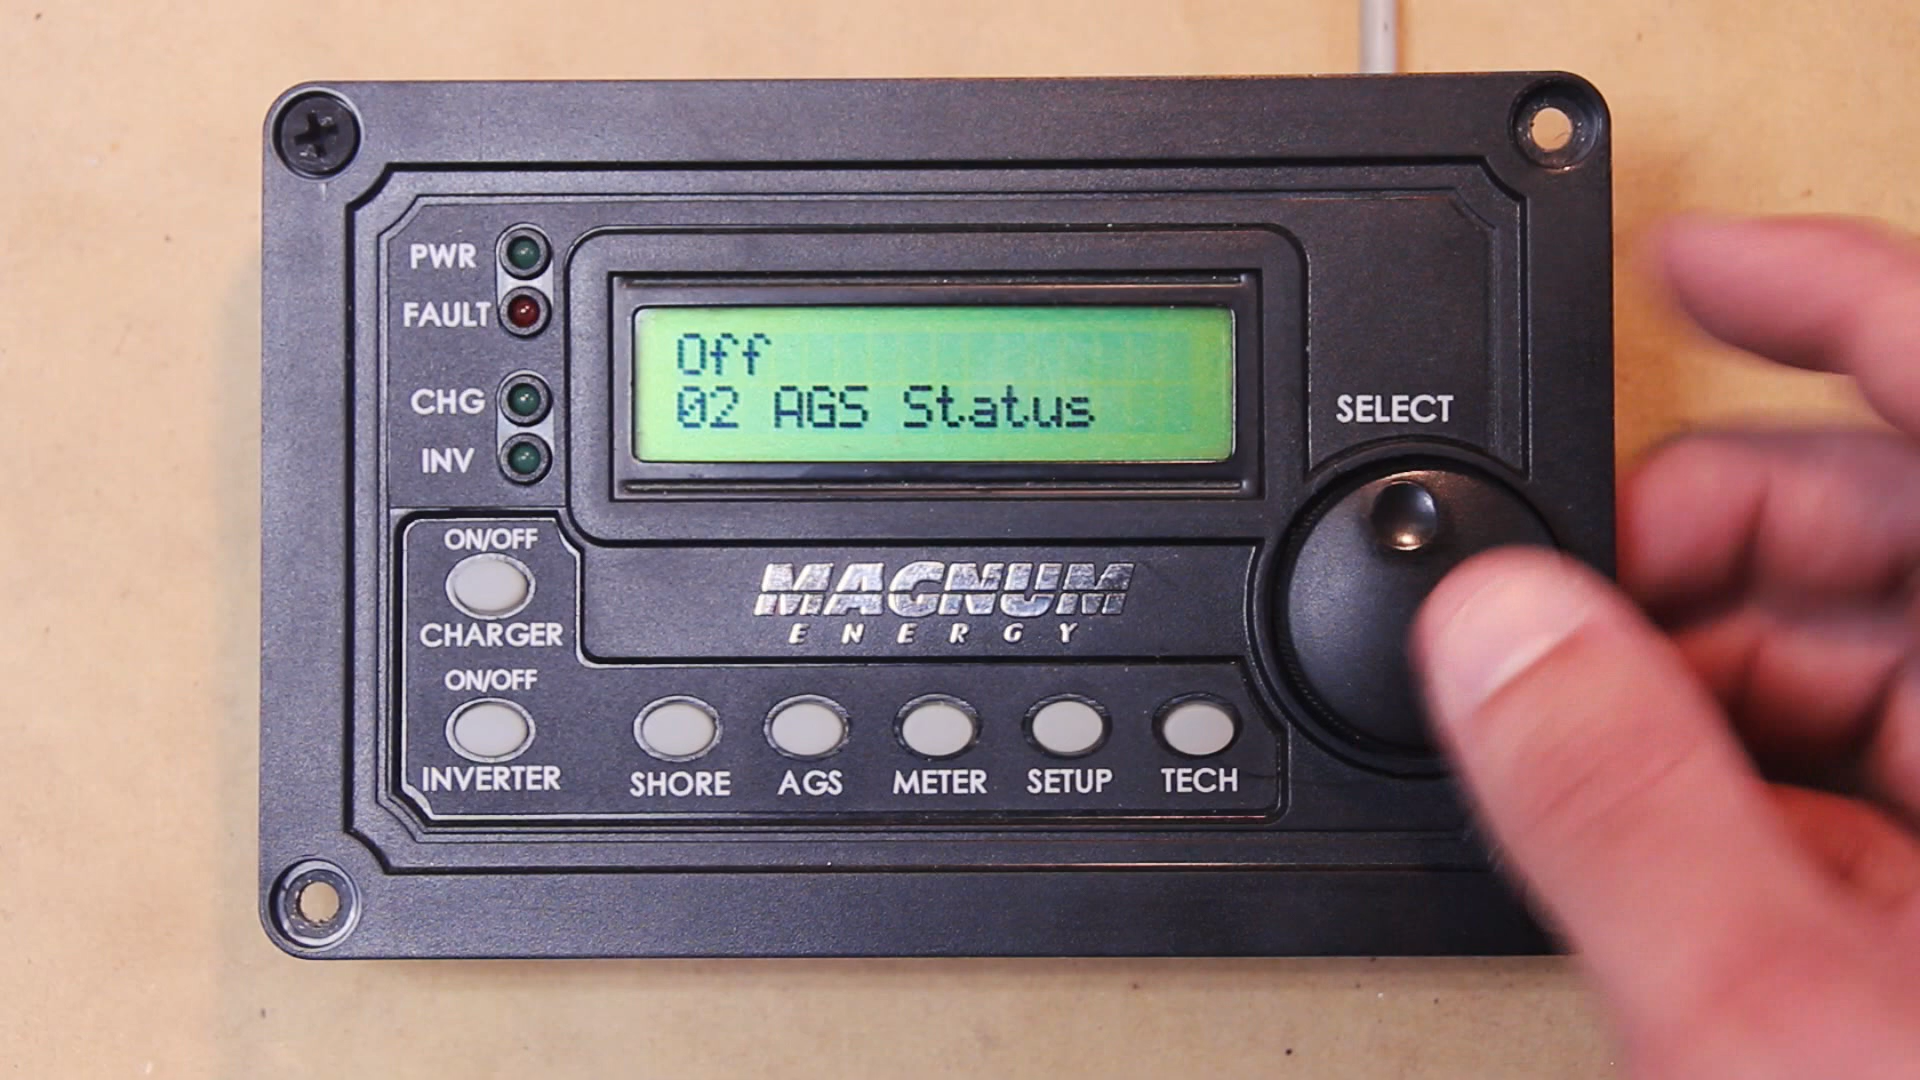 PWR
FAULT
CHG
INV
Off
02 AGS Status
SELECT
ON/OFF
CHARGER
ON/OFF
INVERTER
MAGNUM
ENERGY
SHORE
AGS
METER
SETUP
TECH